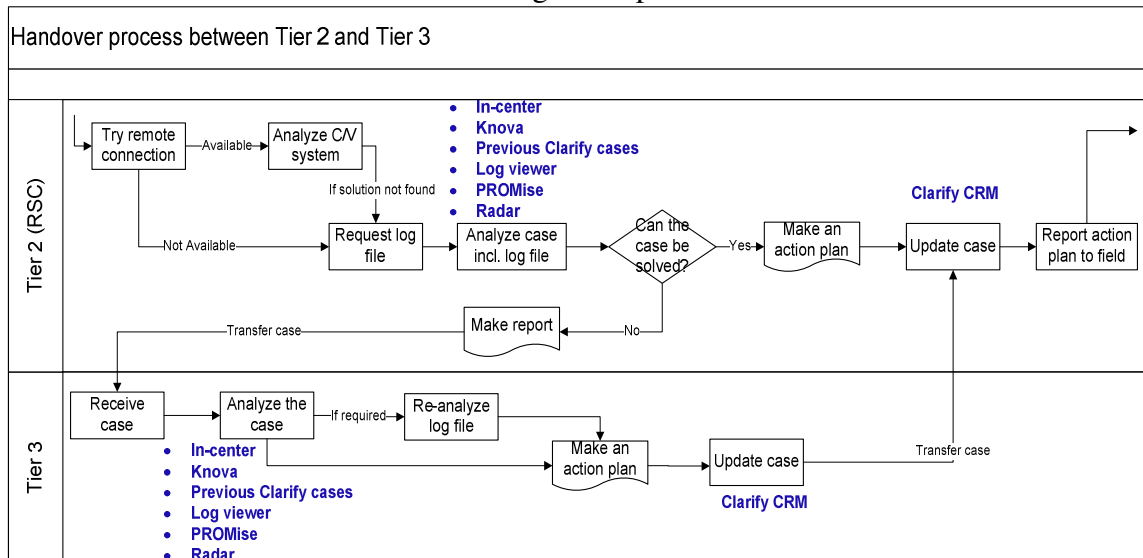 Handover process between Tier 2 and Tier 3
Tier 2 (RSC)
Try remote
connection
Available
Analyze C/V
system
If solution not found
Not Available
Request log
file
In-center
Knova
Previous Clarify cases
Log viewer
PROMise
Radar
Analyze case
incl. log file
Can the
case be
solved?
Yes
Make an
action plan
Clarify CRM
Update case
Report action
plan to field
No
Make report
Transfer case
Tier 3
Receive
case
Analyze the
case
If required
Re-analyze
log file
In-center
Knova
Previous Clarify cases
Log viewer
PROMise
Radar
Make an
action plan
Update case
Clarify CRM
Transfer case